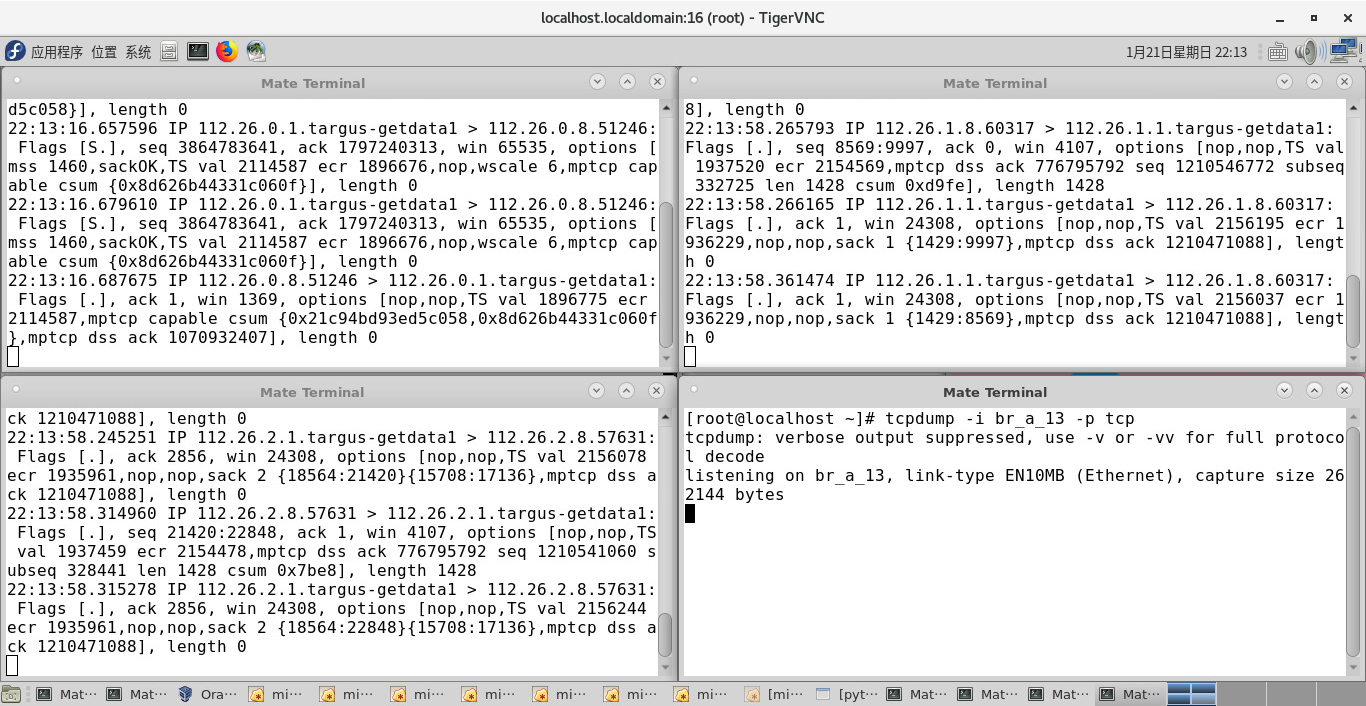 localhost.localdomain:16 (root) - TigerVNC
应用程序 位置 系统
1月21日星期日 22:13
Mate Terminal
d5c058}], length 0
22:13:16.657596 IP 112.26.0.1.targus-getdata1 > 112.26.0.8.51246:
 Flags [S.], seq 3864783641, ack 1797240313, win 65535, options [
mss 1460,sackOK,TS val 2114587 ecr 1896676,nop,wscale 6,mptcp cap
able csum {0x8d626b44331c060f}], length 0
22:13:16.679610 IP 112.26.0.1.targus-getdata1 > 112.26.0.8.51246:
 Flags [S.], seq 3864783641, ack 1797240313, win 65535, options [
mss 1460,sackOK,TS val 2114587 ecr 1896676,nop,wscale 6,mptcp cap
able csum {0x8d626b44331c060f}], length 0
22:13:16.687675 IP 112.26.0.8.51246 > 112.26.0.1.targus-getdata1:
 Flags [.], ack 1, win 1369, options [nop,nop,TS val 1896775 ecr 
2114587,mptcp capable csum {0x21c94bd93ed5c058,0x8d626b44331c060f
},mptcp dss ack 1070932407], length 0
Mate Terminal
8], length 0
22:13:58.265793 IP 112.26.1.8.60317 > 112.26.1.1.targus-getdata1:
Flags [.], seq 8569:9997, ack 0, win 4107, options [nop,nop,TS val
 1937520 ecr 2154569,mptcp dss ack 776795792 seq 1210546772 subseq
 332725 len 1428 csum 0xd9fe], length 1428
22:13:58.266165 IP 112.26.1.1.targus-getdata1 > 112.26.1.8.60317:
Flags [.], ack 1, win 24308, options [nop,nop,TS val 2156195 ecr 1
936229,nop,nop,sack 1 {1429:9997},mptcp dss ack 1210471088], lengt
h 0
22:13:58.361474 IP 112.26.1.1.targus-getdata1 > 112.26.1.8.60317:
Flags [.], ack 1, win 24308, options [nop,nop,TS val 2156037 ecr 1
936229,nop,nop,sack 1 {1429:8569},mptcp dss ack 1210471088], lengt
h 0
Mate Terminal
ck 1210471088], length 0
22:13:58.245251 IP 112.26.2.1.targus-getdata1 > 112.26.2.8.57631:
 Flags [.], ack 2856, win 24308, options [nop,nop,TS val 2156078 
ecr 1935961,nop,nop,sack 2 {18564:21420}{15708:17136},mptcp dss a
ck 1210471088], length 0
22:13:58.314960 IP 112.26.2.8.57631 > 112.26.2.1.targus-getdata1:
 Flags [.], seq 21420:22848, ack 1, win 4107, options [nop,nop,TS
 val 1937459 ecr 2154478,mptcp dss ack 776795792 seq 1210541060 s
ubseq 328441 len 1428 csum 0x7be8], length 1428
22:13:58.315278 IP 112.26.2.1.targus-getdata1 > 112.26.2.8.57631:
 Flags [.], ack 2856, win 24308, options [nop,nop,TS val 2156244 
ecr 1935961,nop,nop,sack 2 {18564:22848}{15708:17136},mptcp dss a
ck 1210471088], length 0
Mate Terminal
[root@localhost ~]# tcpdump -i br_a_13 -p tcp
tcpdump: verbose output suppressed, use -v or -vv for full protoco
l decode
listening on br_a_13, link-type EN10MB (Ethernet), capture size 26
2144 bytes
Mat··· Mat··· Ora··· mi··· mi··· mi··· mi··· mi··· mi··· mi··· [mi··· [pyt··· Mat··· Mat··· Mat··· Mat···